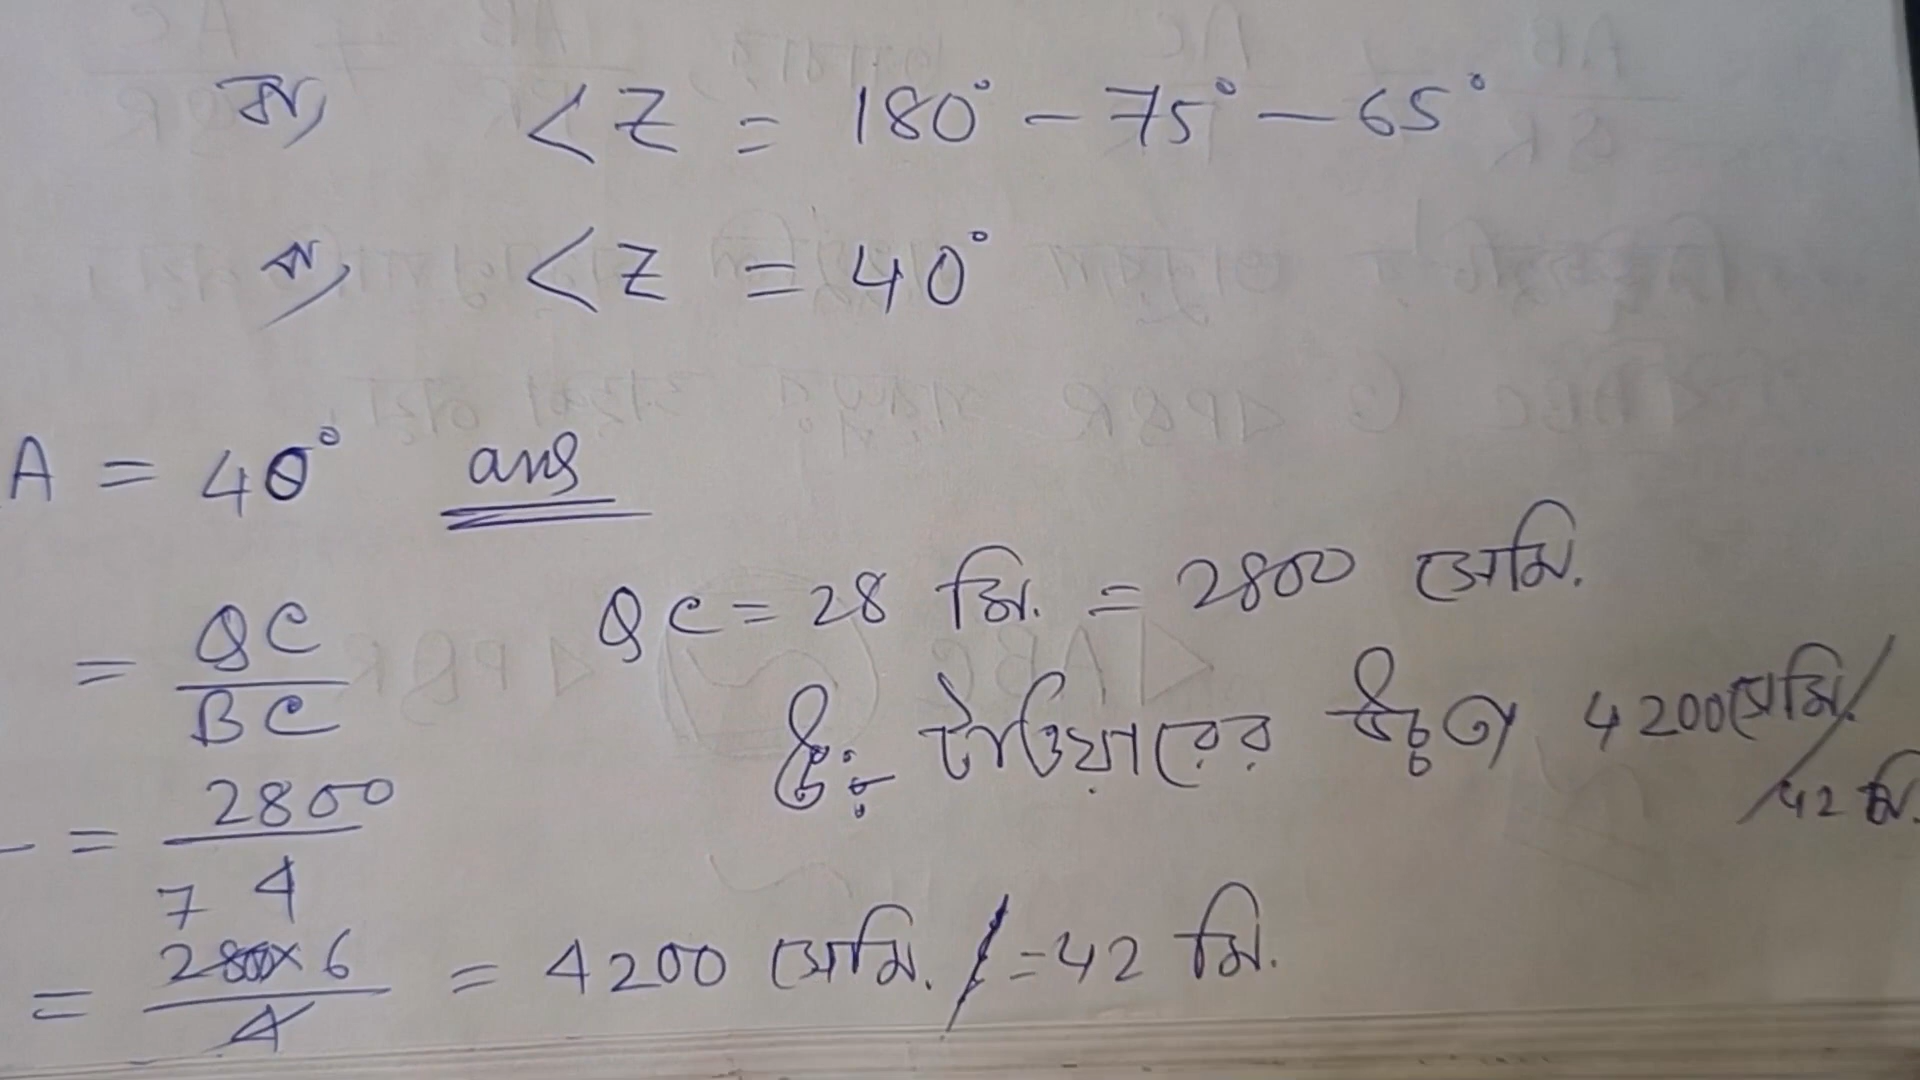 বা, <Z = 180° - 75° - 65°
বা, <Z = 40°
A = 40° ans
= QC/BC QC = 28 মি. = 2800 সেমি.
উঃ টাওয়ারের উচ্চতা 4200 সেমি./42 মি.
= 2800/4
7
= 2800×6/4 = 4200 সেমি. /=42 মি.